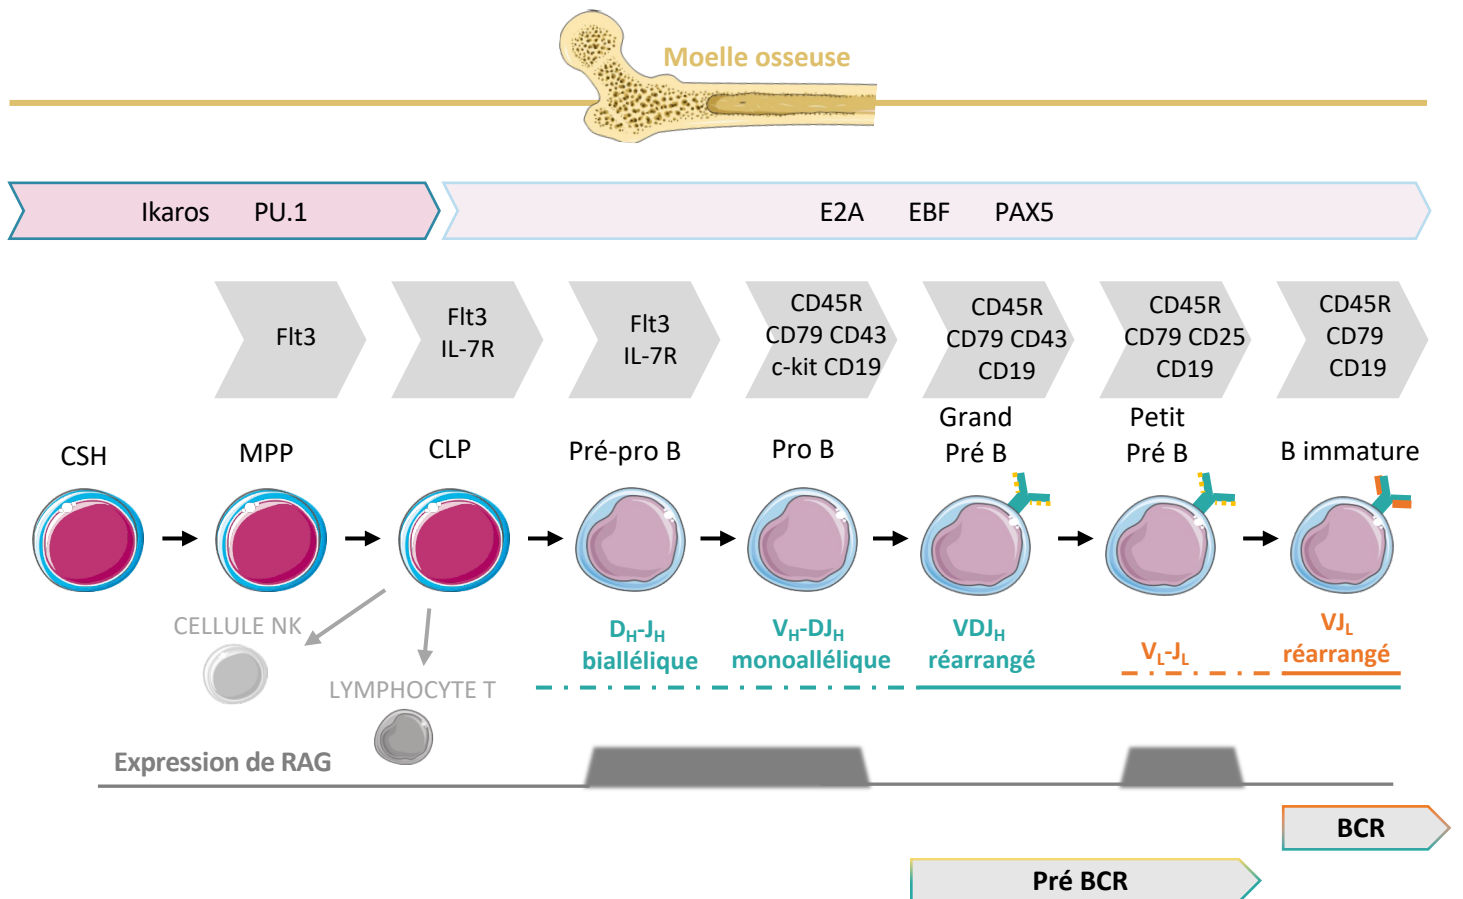 Moelle osseuse
Ikaros PU.1
E2A EBF PAX5
Flt3
Flt3
IL-7R
Flt3
IL-7R
CD45R
CD79 CD43
c-kit CD19
CD45R
CD79 CD43
CD19
CD45R
CD79 CD25
CD19
CD45R
CD79
CD19
CSH
MPP
CLP
Pré-pro B
Pro B
Grand
Pré B
Petit
Pré B
B immature
CELLULE NK
LYMPHOCYTE T
DH-JH
biallélique
VH-DJH
monoallélique
VDJH
réarrangé
VL-JL
VJL
réarrangé
Expression de RAG
BCR
Pré BCR